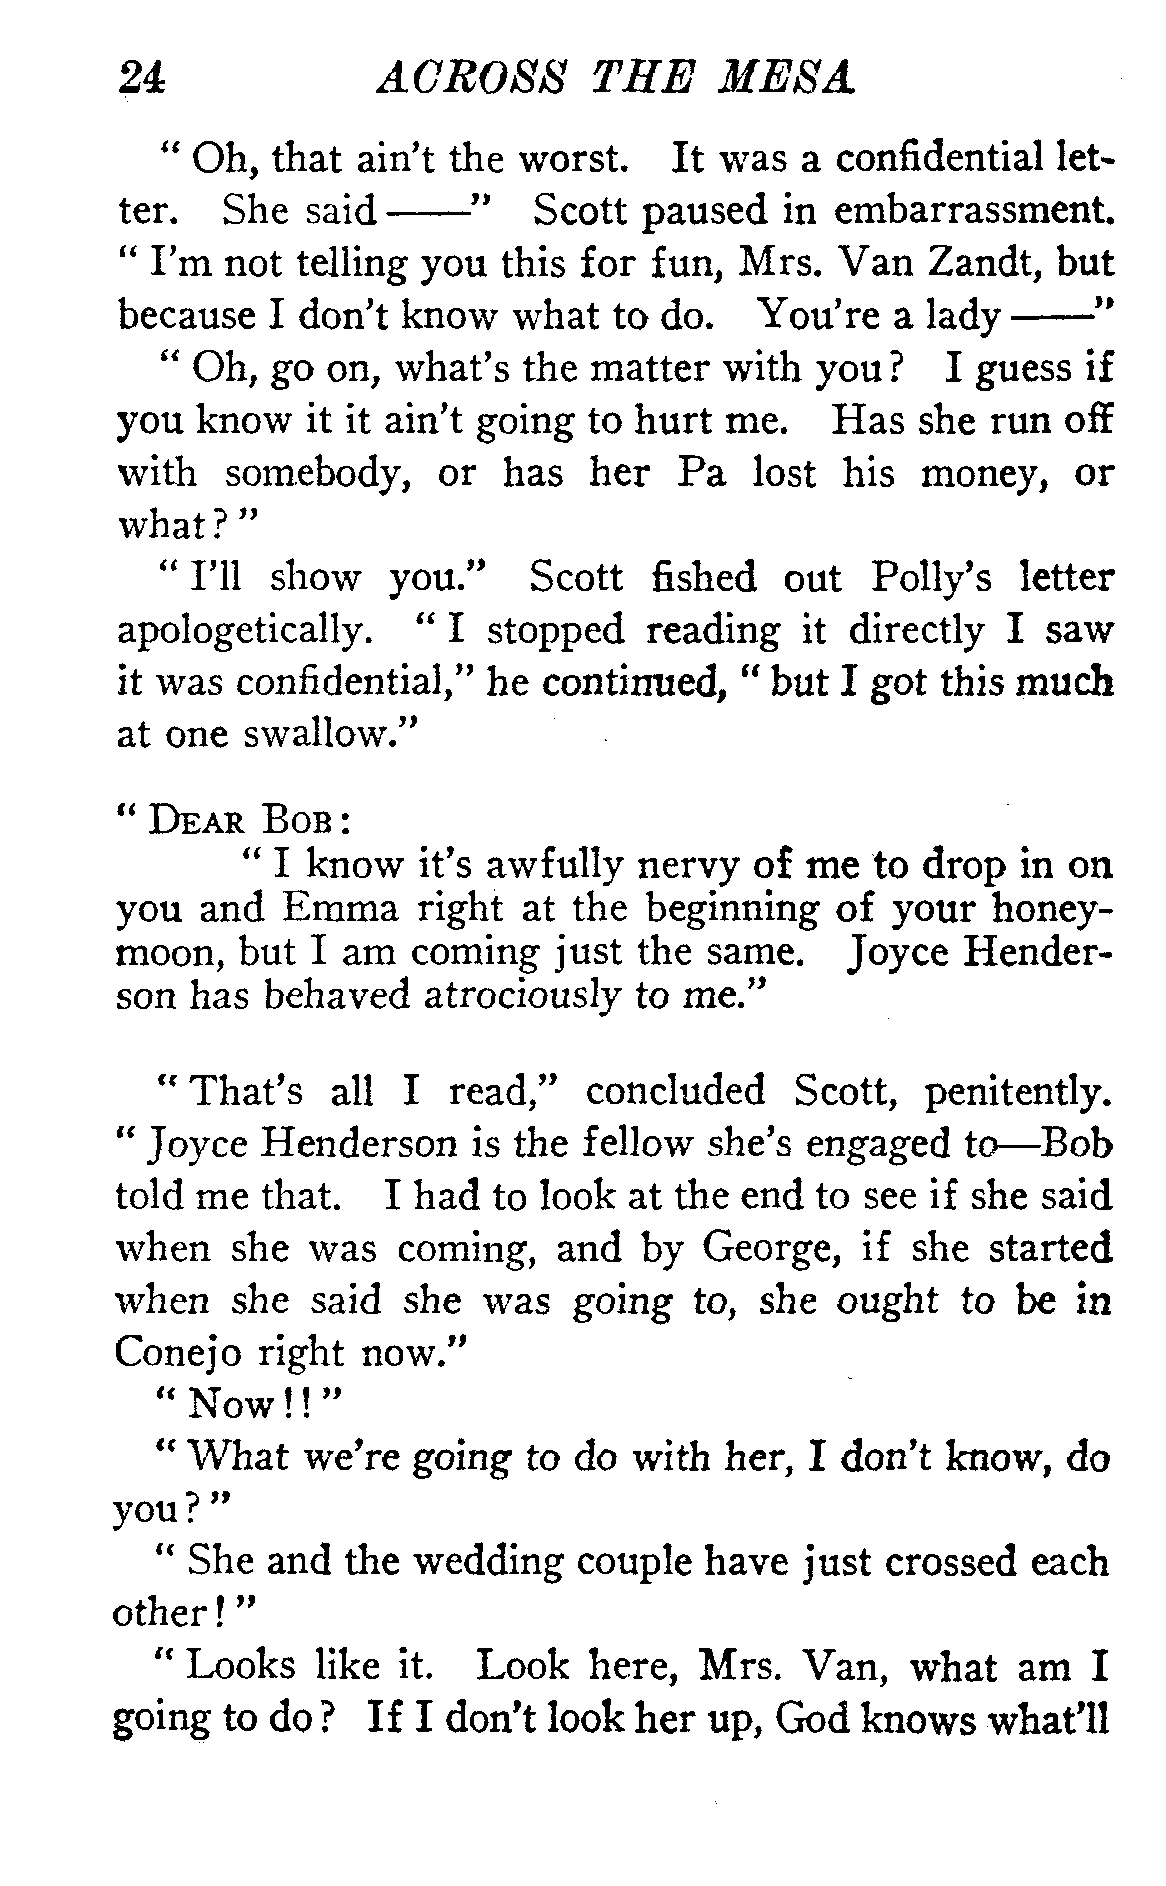 24 ACROSS THE MESA
" Oh, that ain't the worst. It was a confidential let-
ter. She said ——" Scott paused in embarrassment.
" I'm not telling you this for fun, Mrs. Van Zandt, but
because I don't know what to do. You're a lady ——"
" Oh, go on, what's the matter with you? I guess if
you know it it ain't going to hurt me. Has she run off
with somebody, or has her Pa lost his money, or
what? "
" I'll show you." Scott fished out Polly's letter
apologetically. " I stopped reading it directly I saw
it was confidential," he continued, " but I got this much
at one swallow."
" DEAR BOB:
" I know it's awfully nervy of me to drop in on
you and Emma right at the beginning of your honey-
moon, but I am coming just the same. Joyce Hender-
son has behaved atrociously to me."
" That's all I read," concluded Scott, penitently.
" Joyce Henderson is the fellow she's engaged to—Bob
told me that. I had to look at the end to see if she said
when she was coming, and by George, if she started
when she said she was going to, she ought to be in
Conejo right now."
" Now!! "
" What we're going to do with her, I don't know, do
you? "
" She and the wedding couple have just crossed each
other! "
" Looks like it. Look here, Mrs. Van, what am I
going to do? If I don't look her up, God knows what'll